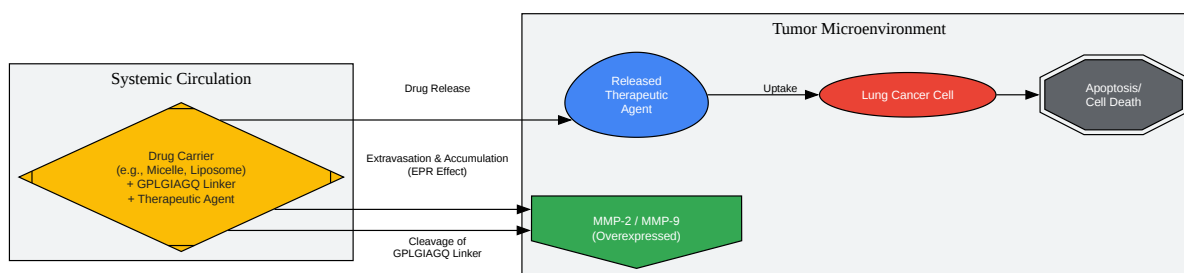 Systemic Circulation
Drug Carrier
(e.g., Micelle, Liposome)
+ GPLGIAGQ Linker
+ Therapeutic Agent
Drug Release
Extravasation & Accumulation
(EPR Effect)
Cleavage of
GPLGIAGQ Linker
Tumor Microenvironment
Released
Therapeutic
Agent
Uptake
Lung Cancer Cell
Apoptosis/
Cell Death
MMP-2 / MMP-9
(Overexpressed)